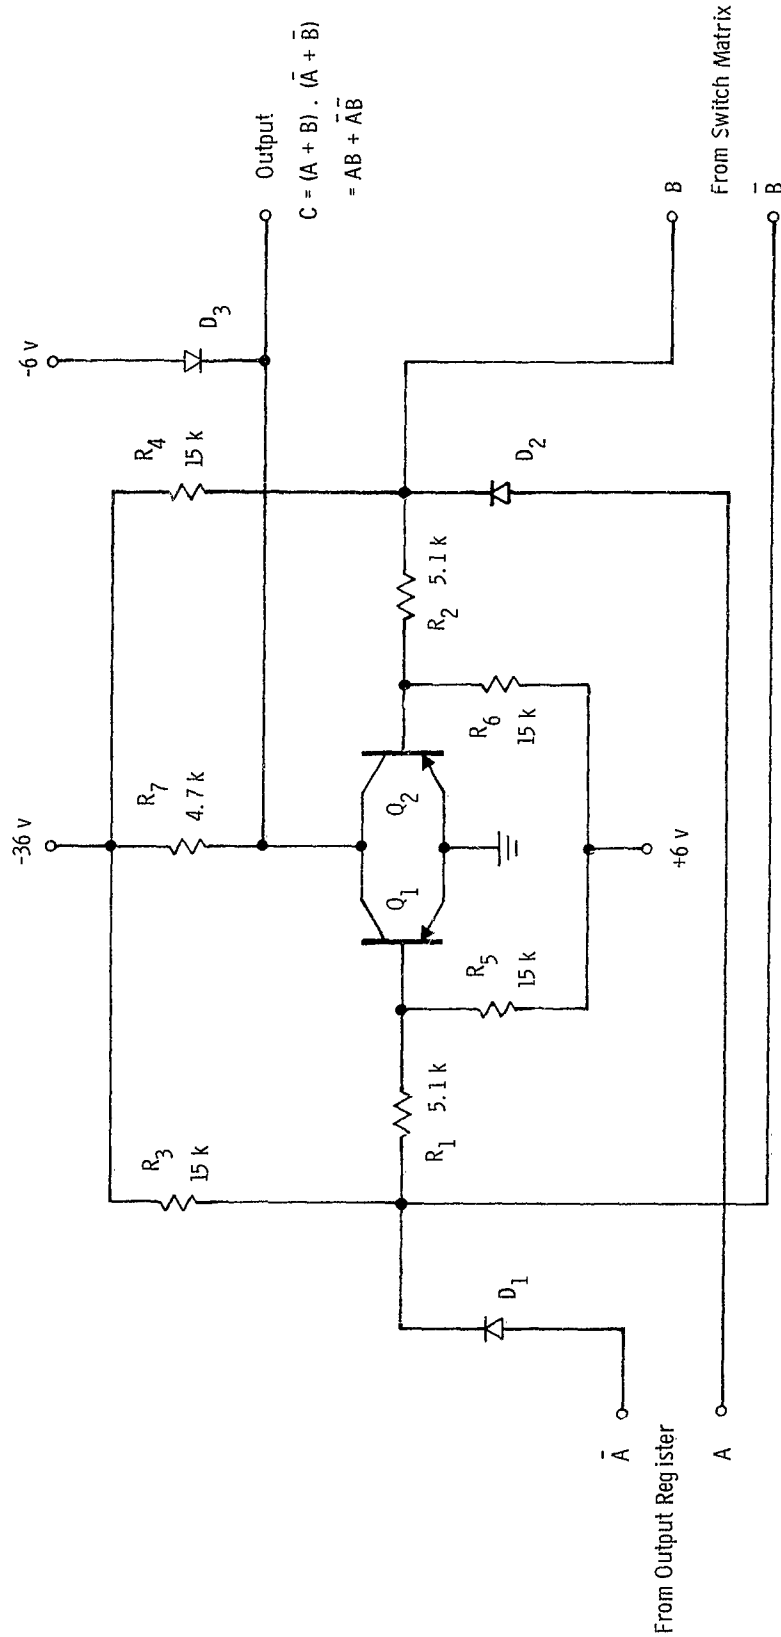 -36 v
-6 v
R3
15 k
R7
4.7 k
R4
15 k
D3
Output
C = (A + B) . (Ā + B̄)
= AB + ĀB̄
Q1
Q2
R1
5.1 k
R2
5.1 k
R5
15 k
R6
15 k
D1
D2
+6 v
Ā
From Output Register
A
B
From Switch Matrix
B̄